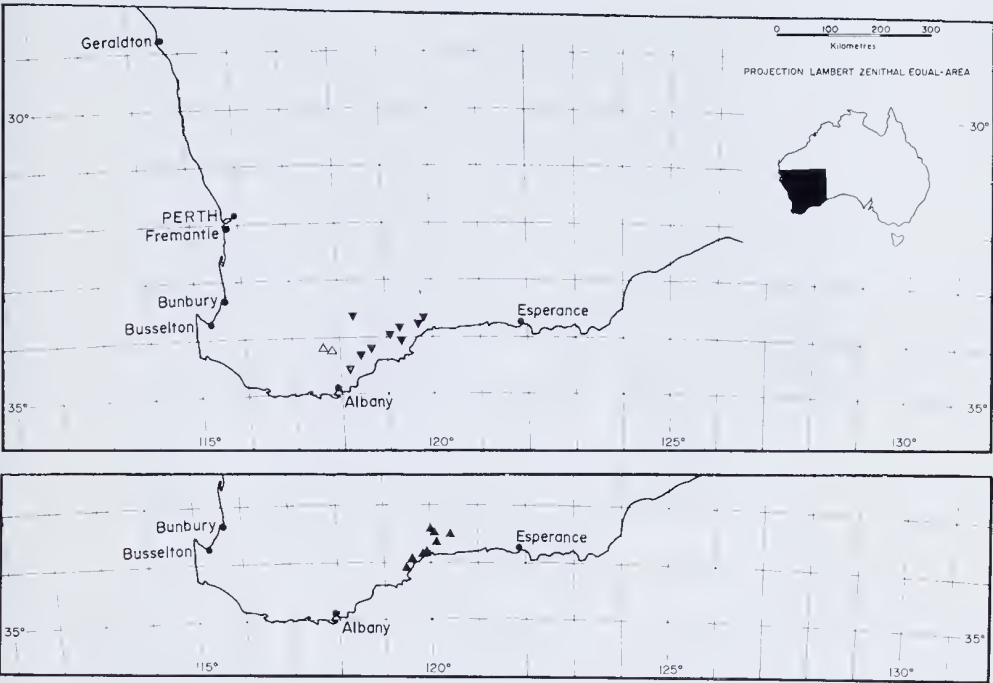 Geraldton
0 100 200 300
Kilometres
PROJECTION LAMBERT ZENITHAL EQUAL-AREA
30°
30°
PERTH
Fremantle
Bunbury
Busselton
Esperance
Albany
35°
35°
115° 120° 125° 130°
Bunbury
Busselton
Esperance
Albany
35°
35°
115° 120° 125° 130°